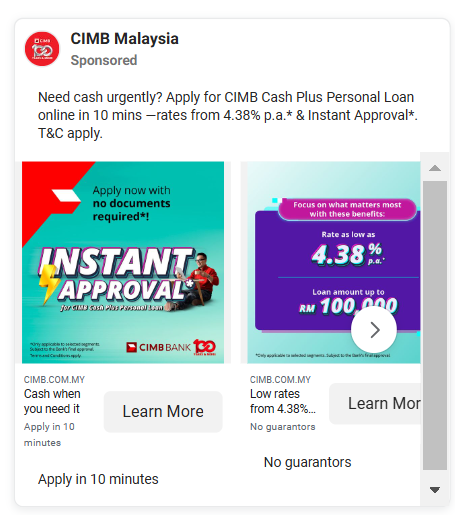 CIMB Malaysia
Sponsored
Need cash urgently? Apply for CIMB Cash Plus Personal Loan
online in 10 mins —rates from 4.38% p.a.* & Instant Approval*.
T&C apply.
Apply now with
no documents
required*!
INSTANT
APPROVAL*
for CIMB Cash Plus Personal Loan
*Only applicable to selected segments.
Subject to the bank's final approval.
Terms and Conditions apply.
CIMB BANK
Focus on what matters most
with these benefits:
Rate as low as
4.38% p.a.*
Loan amount up to
RM 100,000
*Only applicable to selected segments. Subject to the bank's final
CIMB.COM.MY
Cash when
you need it
Apply in 10
minutes
Learn More
CIMB.COM.MY
Low rates
from 4.38%...
No guarantors
Learn Mor
Apply in 10 minutes
No guarantors